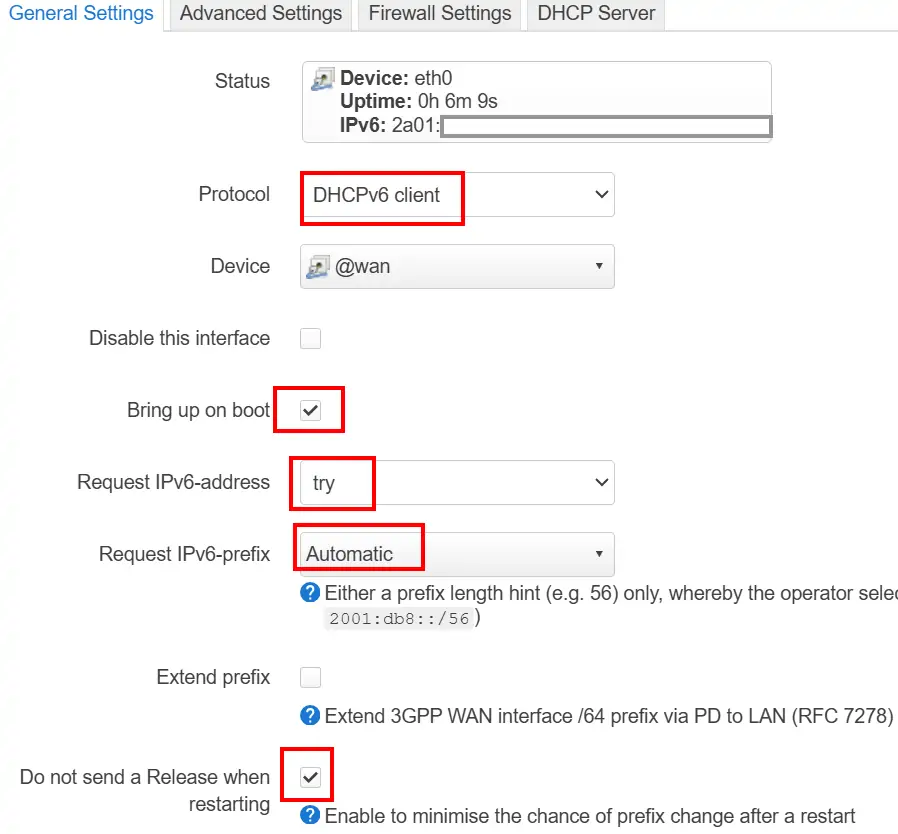 General Settings
Advanced Settings
Firewall Settings
DHCP Server
Status
Device: eth0
Uptime: 0h 6m 9s
IPv6: 2a01:
Protocol
DHCPv6 client
Device
@wan
Disable this interface
Bring up on boot
Request IPv6-address
try
Request IPv6-prefix
Automatic
Either a prefix length hint (e.g. 56) only, whereby the operator selec
2001:db8::/56)
Extend prefix
Extend 3GPP WAN interface /64 prefix via PD to LAN (RFC 7278)
Do not send a Release when
restarting
Enable to minimise the chance of prefix change after a restart